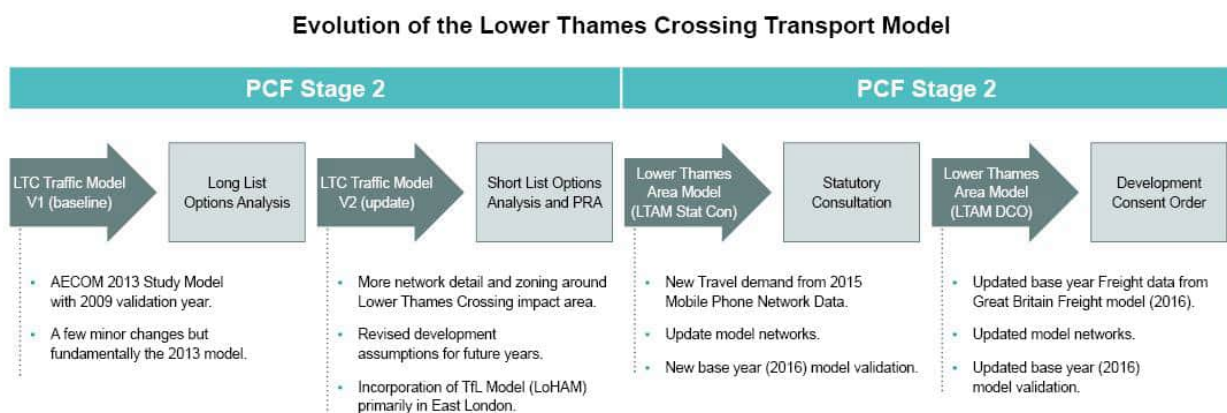 Evolution of the Lower Thames Crossing Transport Model
PCF Stage 2
PCF Stage 2
LTC Traffic Model
V1 (baseline)
Long List
Options Analysis
LTC Traffic Model
V2 (update)
Short List Options
Analysis and PRA
Lower Thames
Area Model
(LTAM Stat Con)
Statutory
Consultation
Lower Thames
Area Model
(LTAM DCO)
Development
Consent Order
• AECOM 2013 Study Model
with 2009 validation year.
• A few minor changes but
fundamentally the 2013 model.
• More network detail and zoning around
Lower Thames Crossing impact area.
• Revised development
assumptions for future years.
• Incorporation of TfL Model (LoHAM)
primarily in East London.
• New Travel demand from 2015
Mobile Phone Network Data.
• Update model networks.
• New base year (2016) model validation.
• Updated base year Freight data from
Great Britain Freight model (2016).
• Updated model networks.
• Updated base year (2016)
model validation.